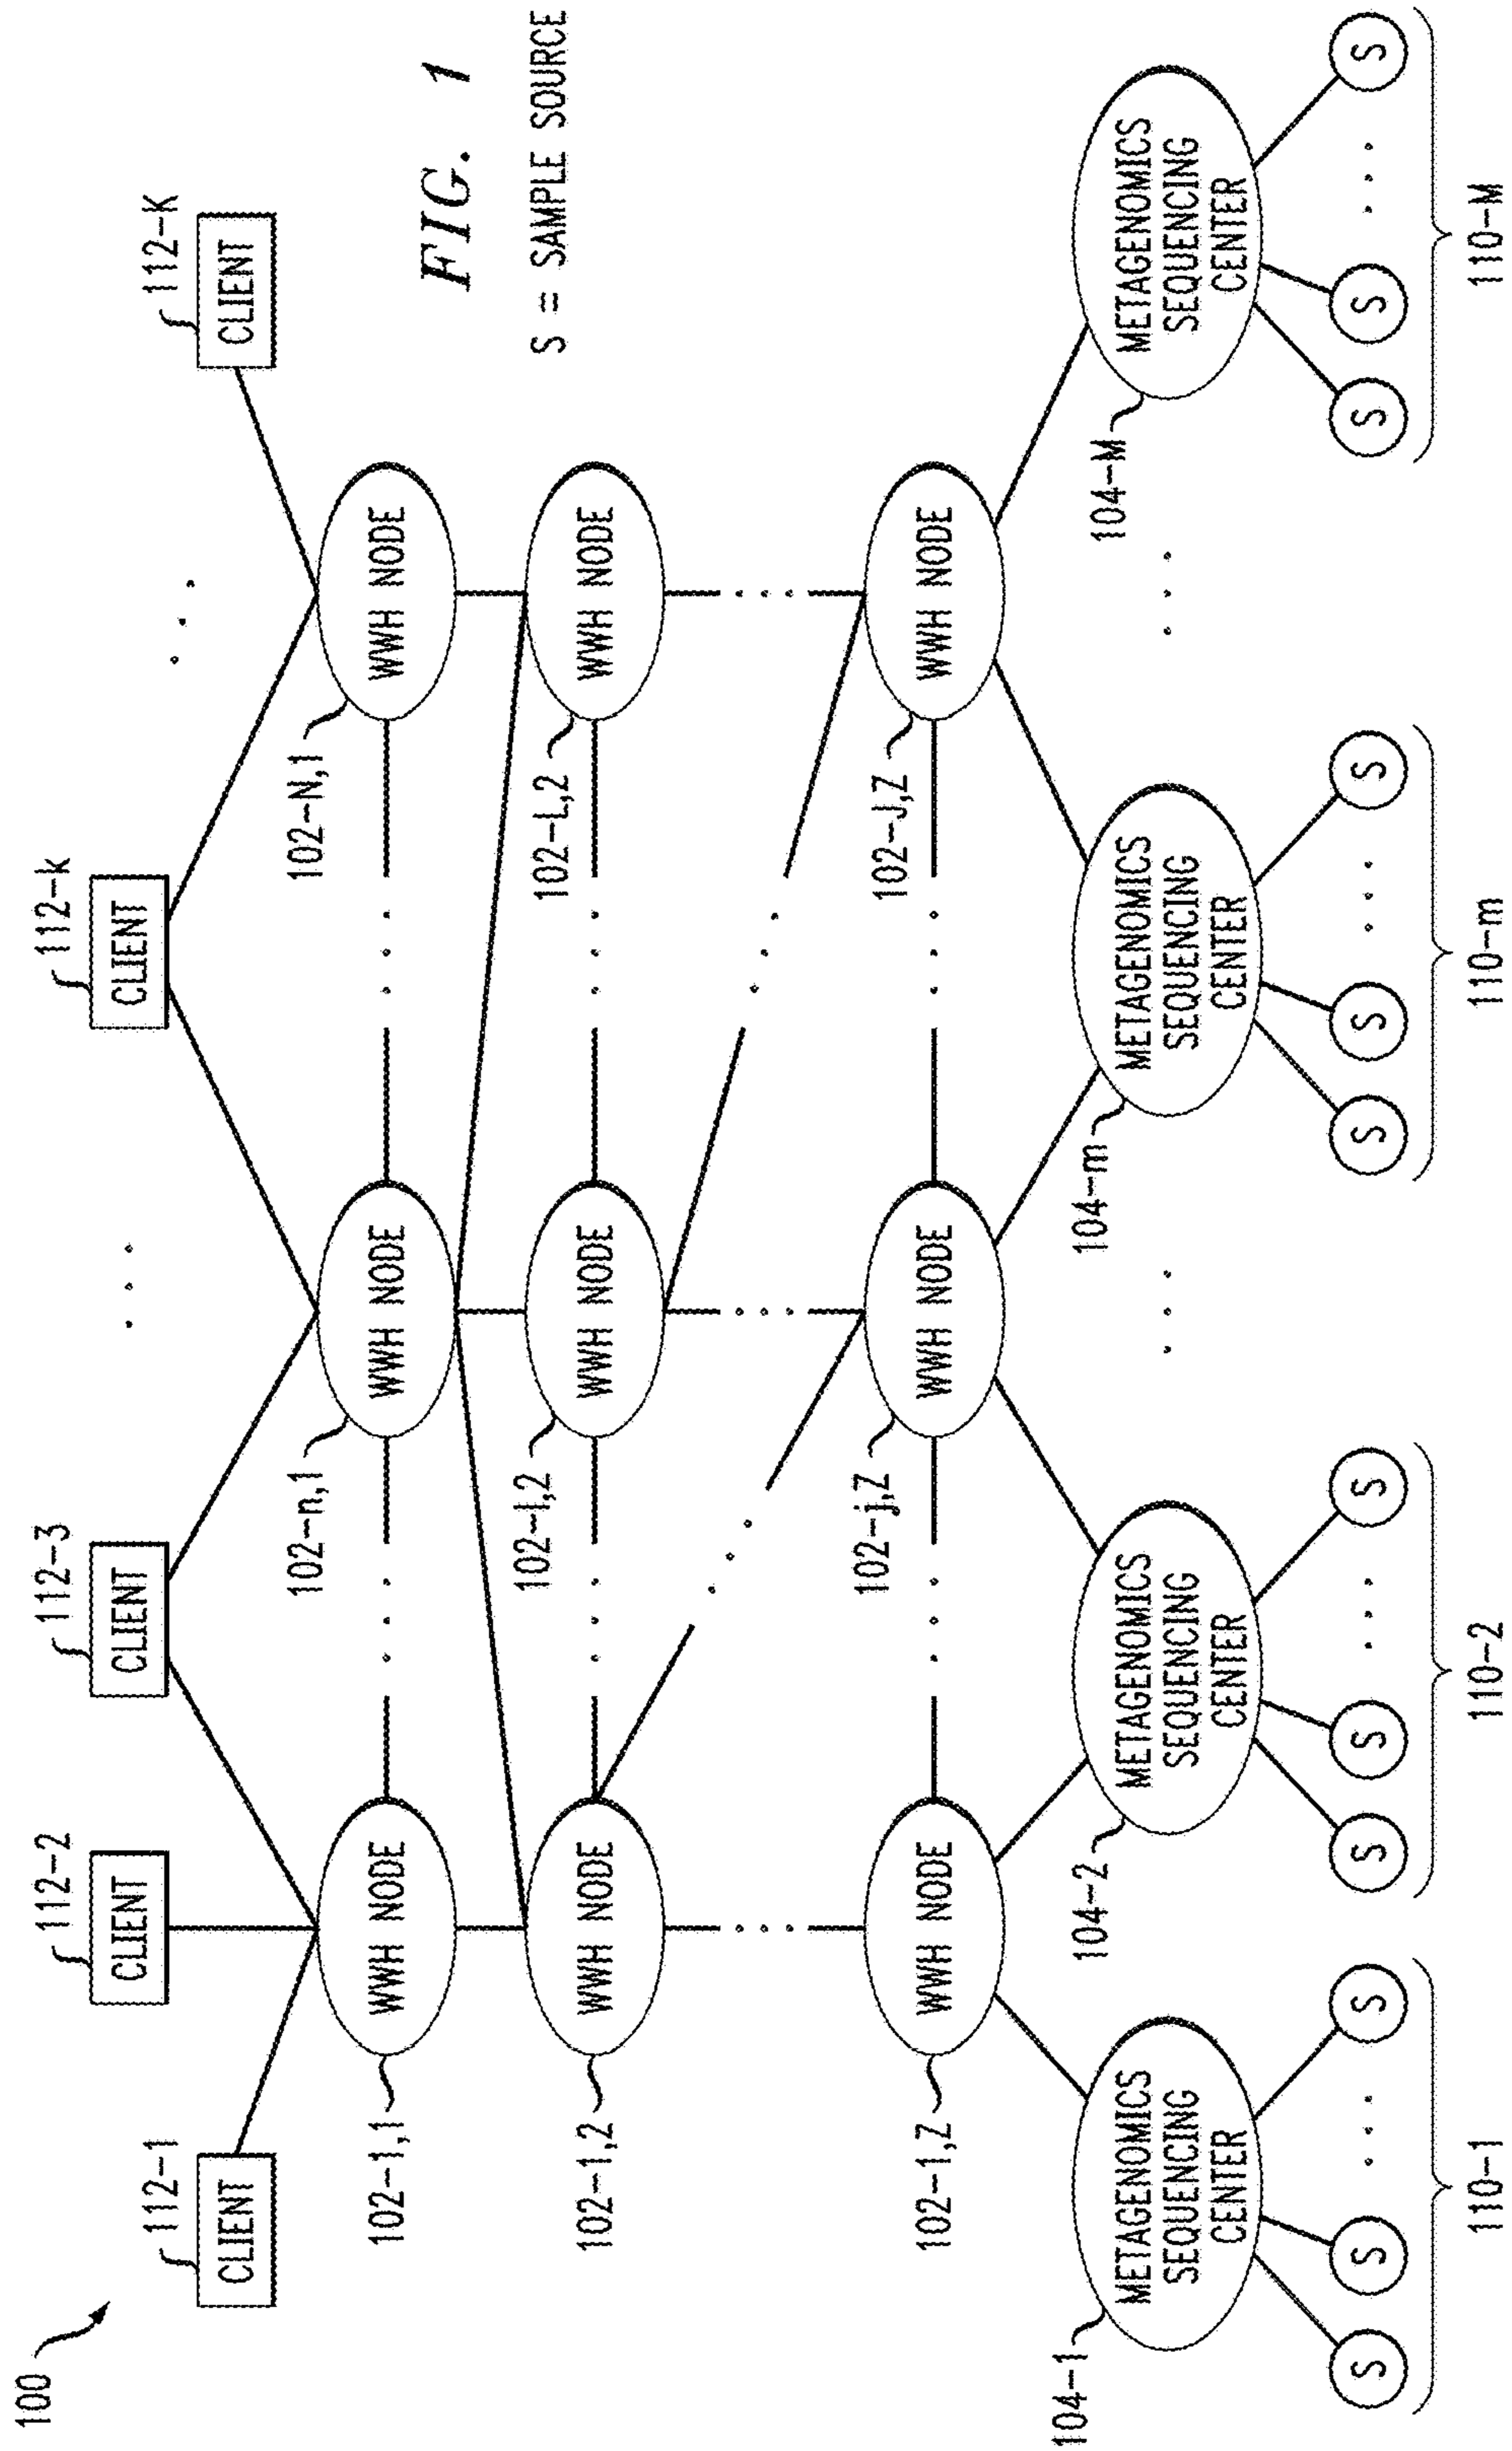 100
112-1
CLIENT
112-2
CLIENT
112-3
CLIENT
112-k
CLIENT
112-K
CLIENT
FIG. 1
S = SAMPLE SOURCE
102-1,1
WWH NODE
102-n,1
WWH NODE
102-N,1
WWH NODE
102-1,2
WWH NODE
102-l,2
WWH NODE
102-L,2
WWH NODE
102-1,Z
WWH NODE
102-j,Z
WWH NODE
102-J,Z
WWH NODE
104-1
METAGENOMICS
SEQUENCING
CENTER
104-2
METAGENOMICS
SEQUENCING
CENTER
104-m
METAGENOMICS
SEQUENCING
CENTER
104-M
METAGENOMICS
SEQUENCING
CENTER
S
S
S
S
S
S
S
S
S
S
S
S
110-1
110-2
110-m
110-M